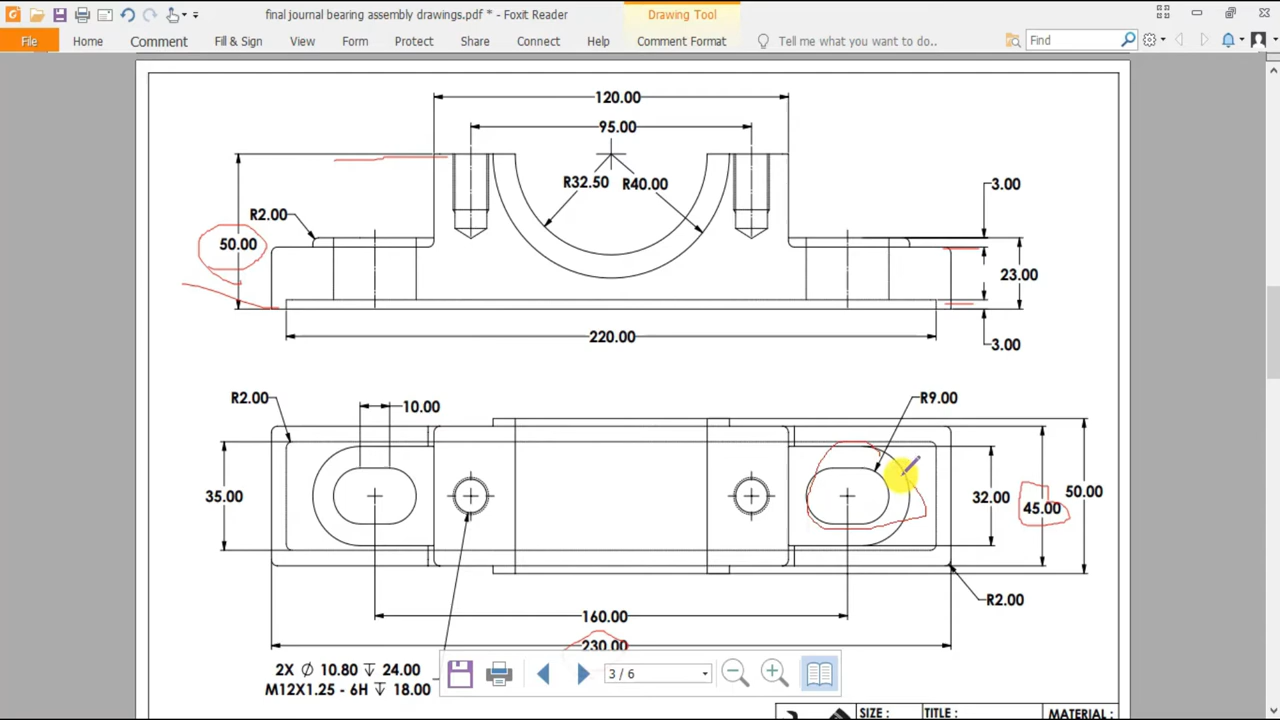 final journal bearing assembly drawings.pdf * - Foxit Reader
Drawing Tool
File Home Comment Fill & Sign View Form Protect Share Connect Help Comment Format Tell me what you want to do.. Find
120.00
95.00
R32.50 R40.00
3.00
R2.00
50.00
23.00
220.00
3.00
R2.00
10.00
R9.00
35.00
32.00
45.00
50.00
160.00
R2.00
230.00
2X Ø 10.80 ↧ 24.00
M12X1.25 - 6H ↧ 18.00
3 / 6
SIZE : TITLE : MATERIAL :